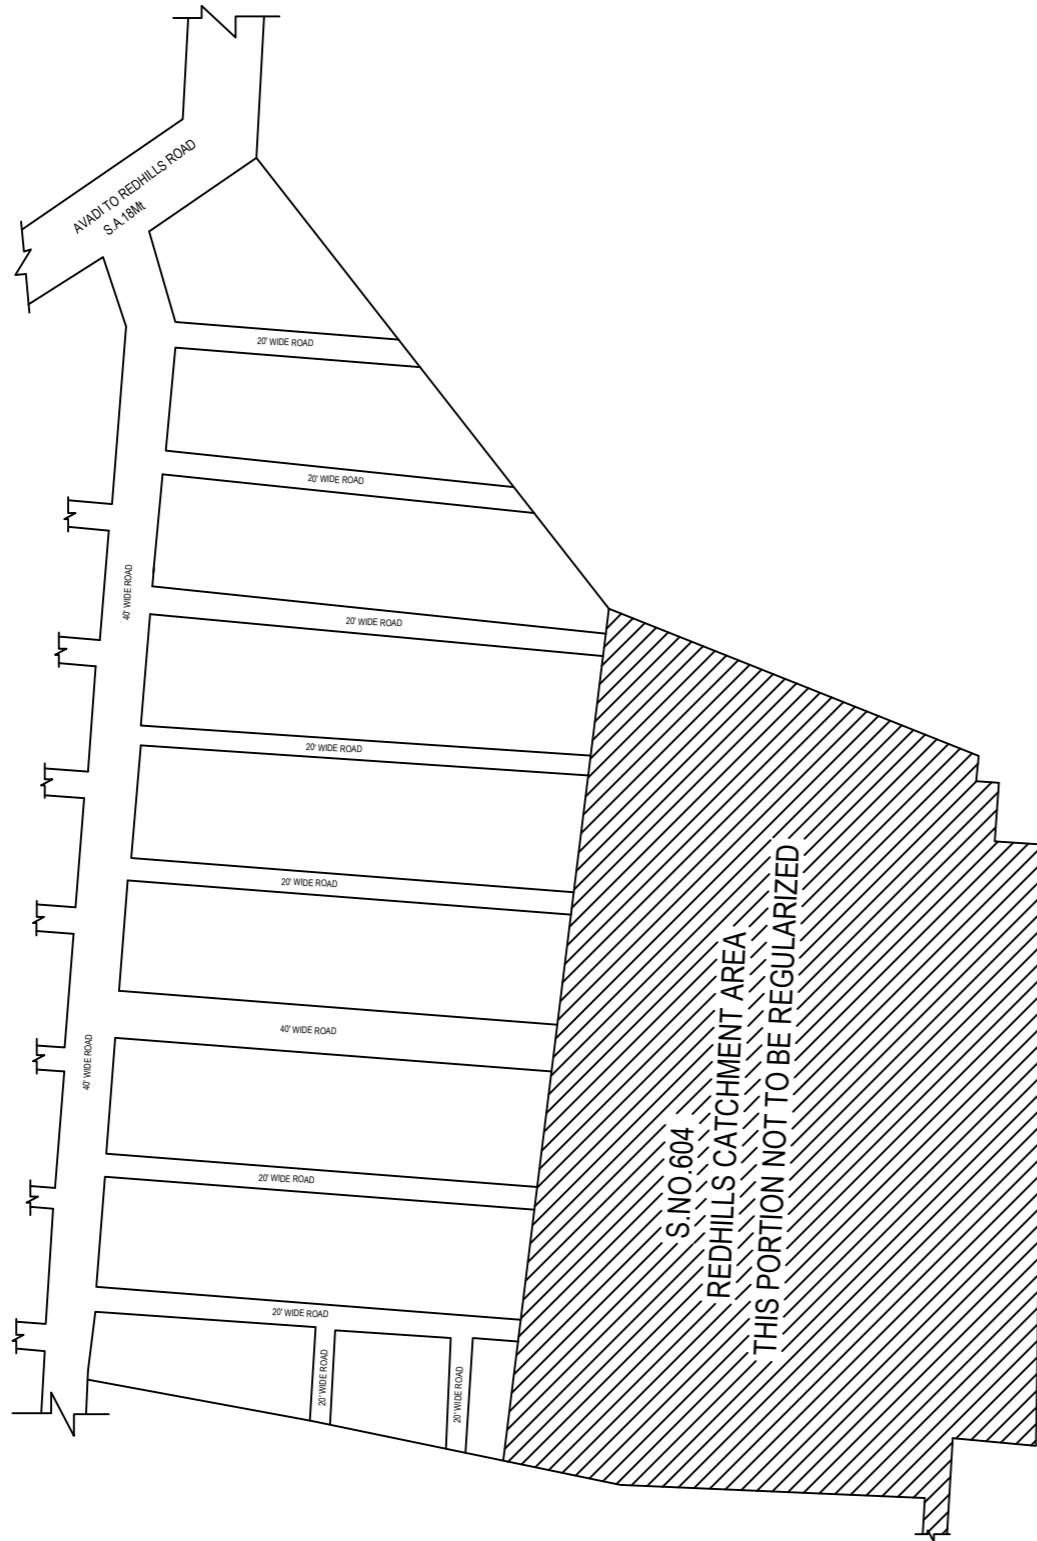 AVADI TO REDHILLS ROAD
S.A.18Mt
20' WIDE ROAD
20' WIDE ROAD
40' WIDE ROAD
20' WIDE ROAD
20' WIDE ROAD
20' WIDE ROAD
40' WIDE ROAD
40' WIDE ROAD
20' WIDE ROAD
20' WIDE ROAD
20' WIDE ROAD
20' WIDE ROAD
S.NO.604
REDHILLS CATCHMENT AREA
THIS PORTION NOT TO BE REGULARIZED